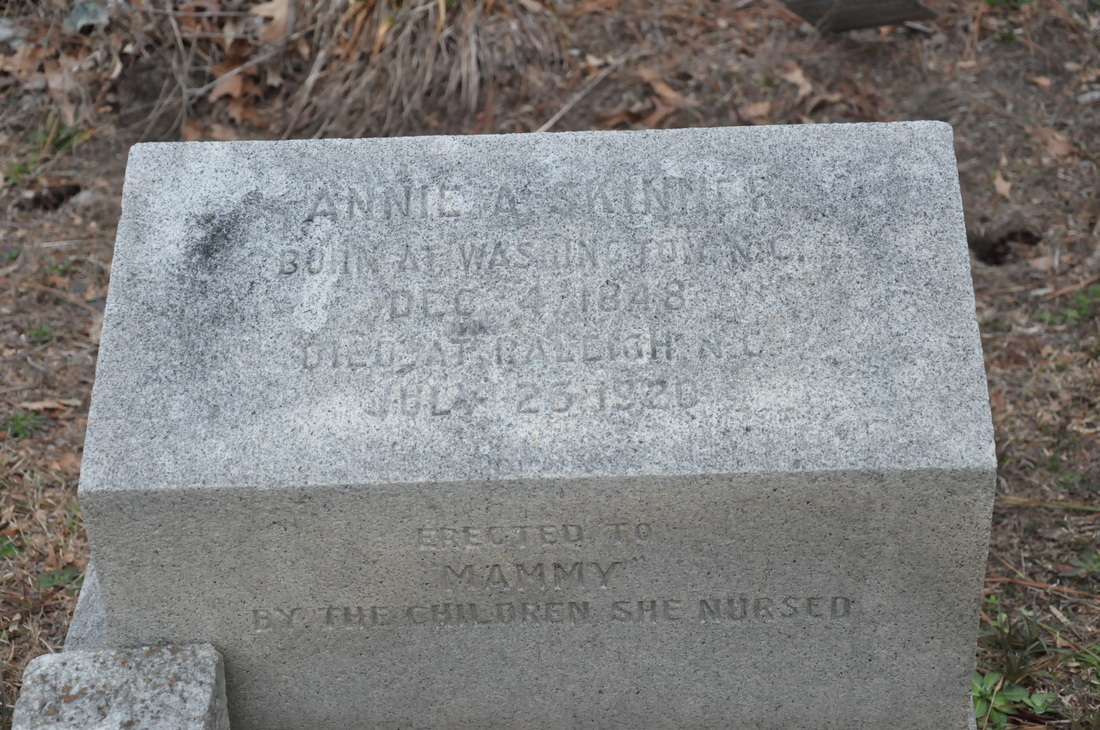 ANNIE A. SKINNER
BORN AT WASHINGTON, N.C.
DEC. 4, 1848
DIED AT RALEIGH N.C.
JULY 1920
ERECTED TO
"MAMMY"
BY THE CHILDREN SHE NURSED